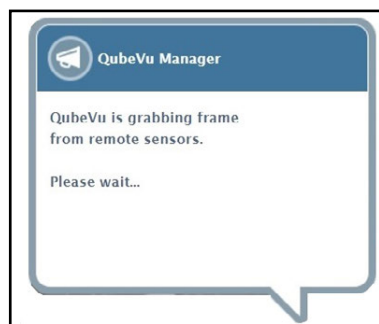 QubeVu Manager
QubeVu is grabbing frame
from remote sensors.
Please wait...